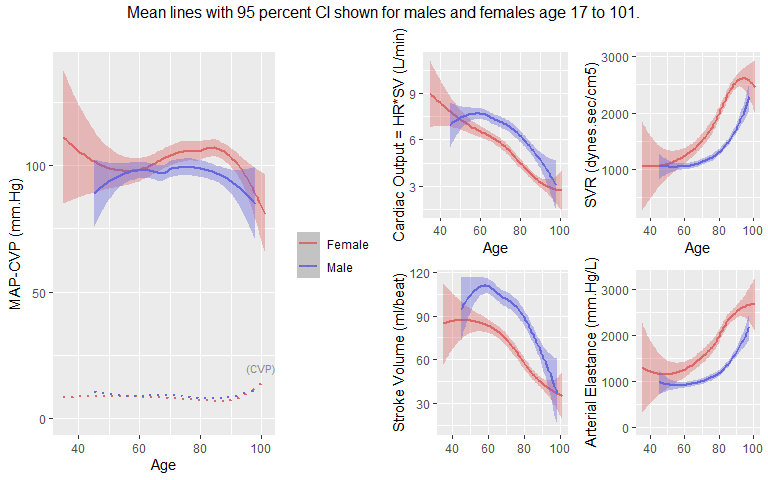 Mean lines with 95 percent CI shown for males and females age 17 to 101.
MAP-CVP (mm.Hg)
100
50
0
(CVP)
40 60 80 100
Age
Female
Male
Cardiac Output = HR*SV (L/min)
9
6
3
40 60 80 100
Age
SVR (dynes.sec/cm5)
3000
2000
1000
40 60 80 100
Age
Stroke Volume (ml/beat)
120
90
60
30
40 60 80 100
Age
Arterial Elastance (mm.Hg/L)
3000
2000
1000
0
40 60 80 100
Age